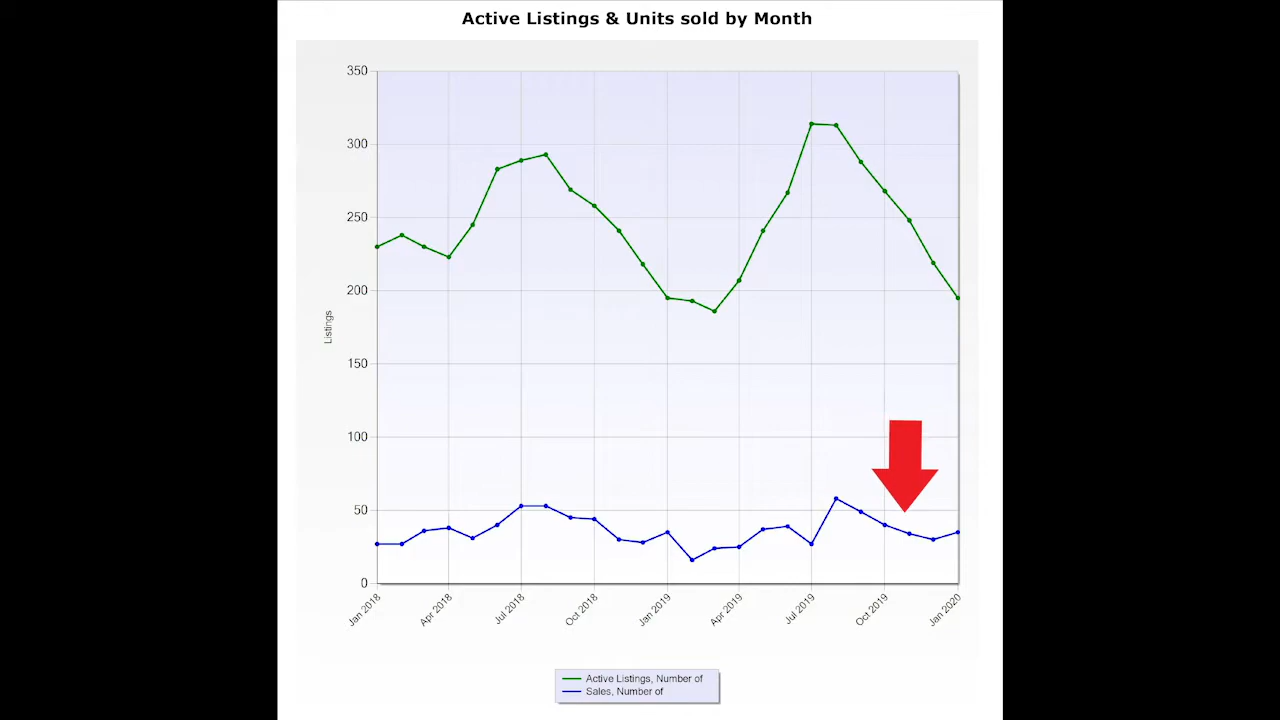 Active Listings & Units sold by Month
350
300
250
200
150
100
50
0
Listings
Jan 2018
Apr 2018
Jul 2018
Oct 2018
Jan 2019
Apr 2019
Jul 2019
Oct 2019
Jan 2020
Active Listings, Number of
Sales, Number of